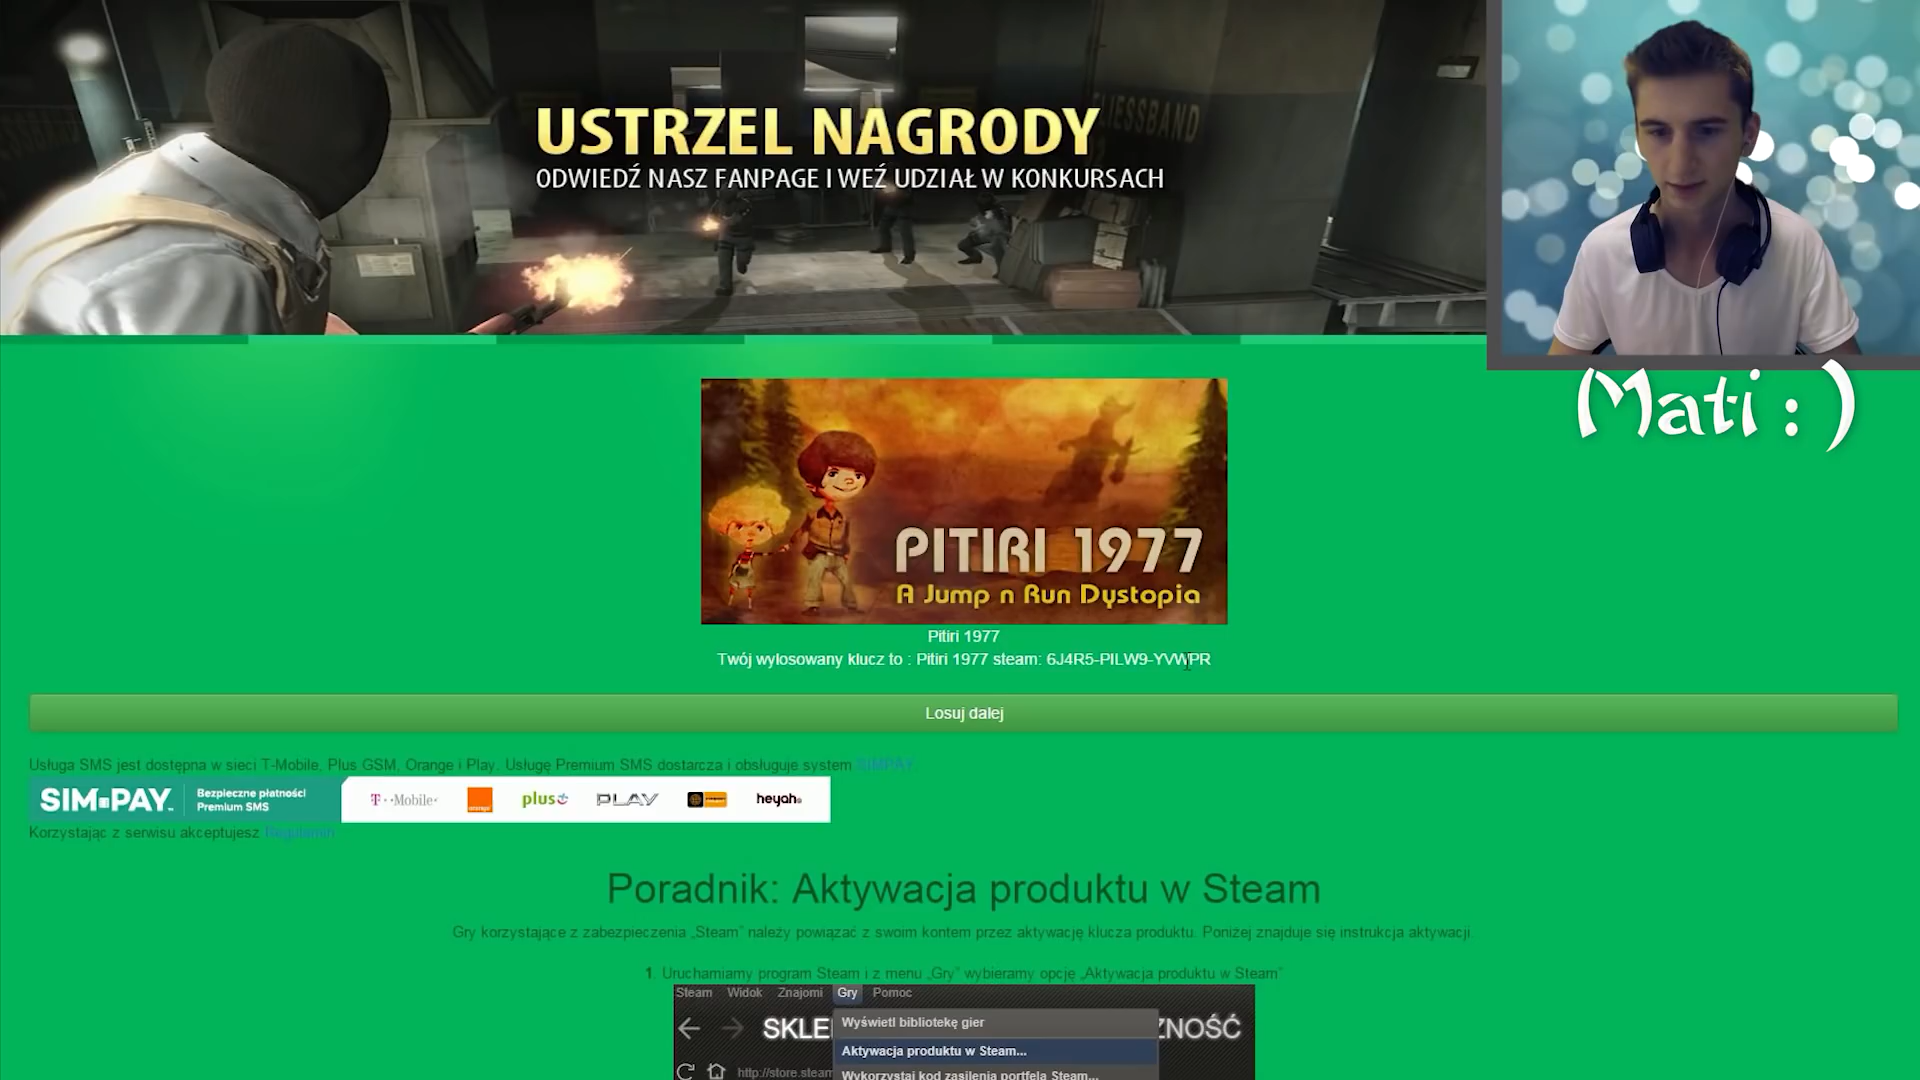 USTRZEL NAGRODY
ODWIEDŹ NASZ FANPAGE I WEŹ UDZIAŁ W KONKURSACH
LIESSBAND
Mati : )
PITIRI 1977
A Jump n Run Dystopia
Pitiri 1977
Twój wylosowany klucz to : Pitiri 1977 steam: 6J4R5-PILW9-YVWPR
Losuj dalej
Usługa SMS jest dostępna w sieci T-Mobile, Plus GSM, Orange i Play. Usługę Premium SMS dostarcza i obsługuje system SIMPAY
SIMPAY Bezpieczne płatności Premium SMS T-Mobile orange plus PLAY heyah
Korzystając z serwisu akceptujesz Regulamin
Poradnik: Aktywacja produktu w Steam
Gry korzystające z zabezpieczenia „Steam” należy powiązać z swoim kontem przez aktywację klucza produktu. Poniżej znajduje się instrukcja aktywacji.
1. Uruchamiamy program Steam i z menu „Gry” wybieramy opcję „Aktywacja produktu w Steam”
Steam Widok Znajomi Gry Pomoc
SKLE ZNOŚĆ
Wyświetl bibliotekę gier
Aktywacja produktu w Steam...
http://store.steam
Wykorzystaj kod zasilenia portfela Steam...